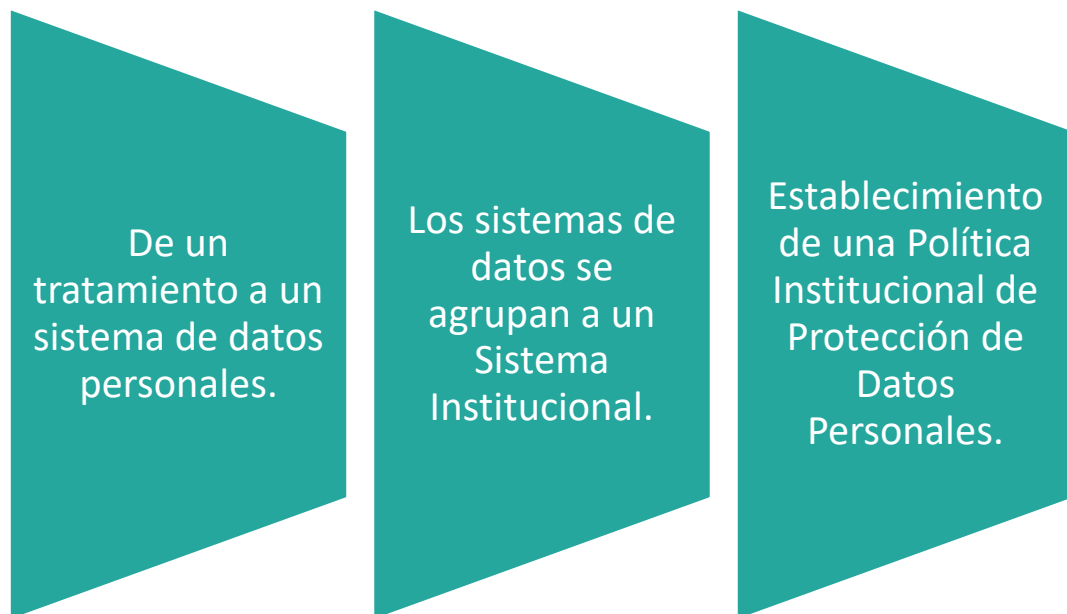 De un
tratamiento a un
sistema de datos
personales.
Los sistemas de
datos se
agrupan a un
Sistema
Institucional.
Establecimiento
de una Política
Institucional de
Protección de
Datos
Personales.